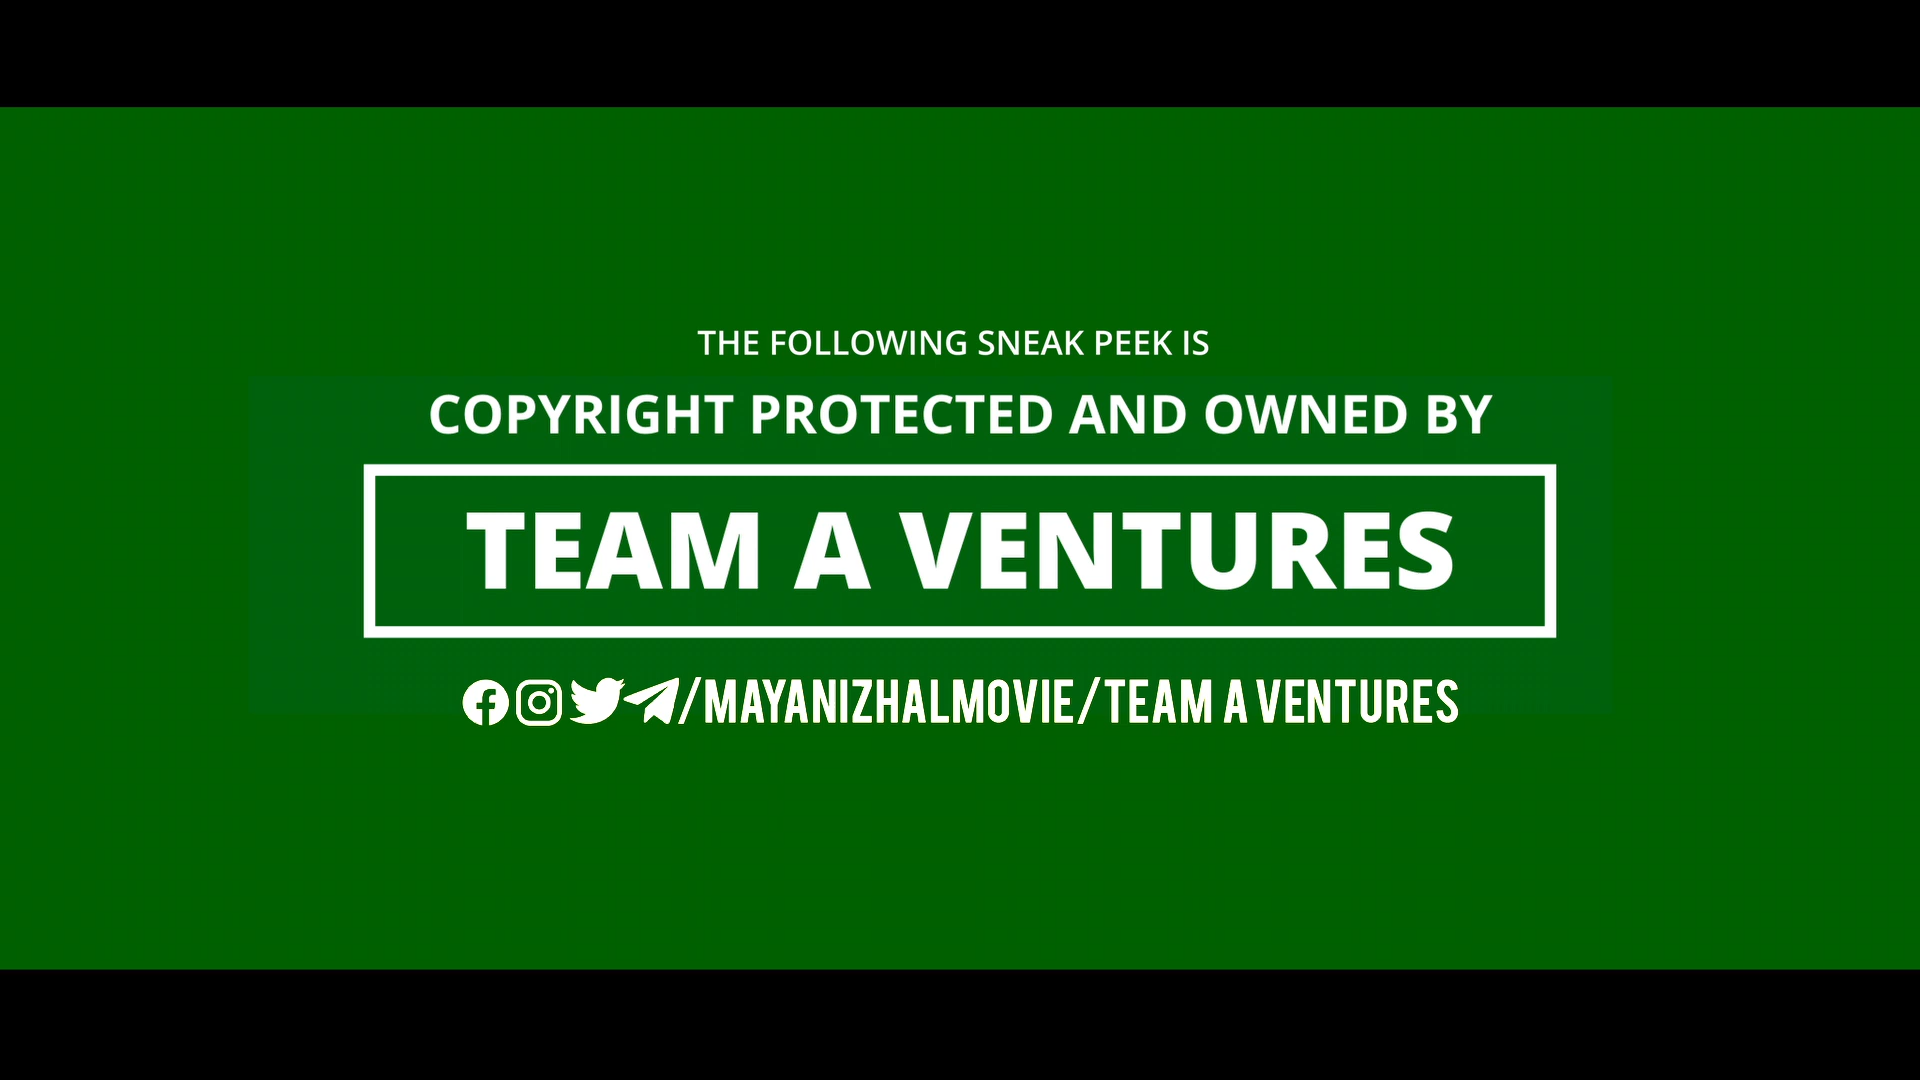 THE FOLLOWING SNEAK PEEK IS
COPYRIGHT PROTECTED AND OWNED BY
TEAM A VENTURES
/MAYANIZHALMOVIE/TEAM A VENTURES